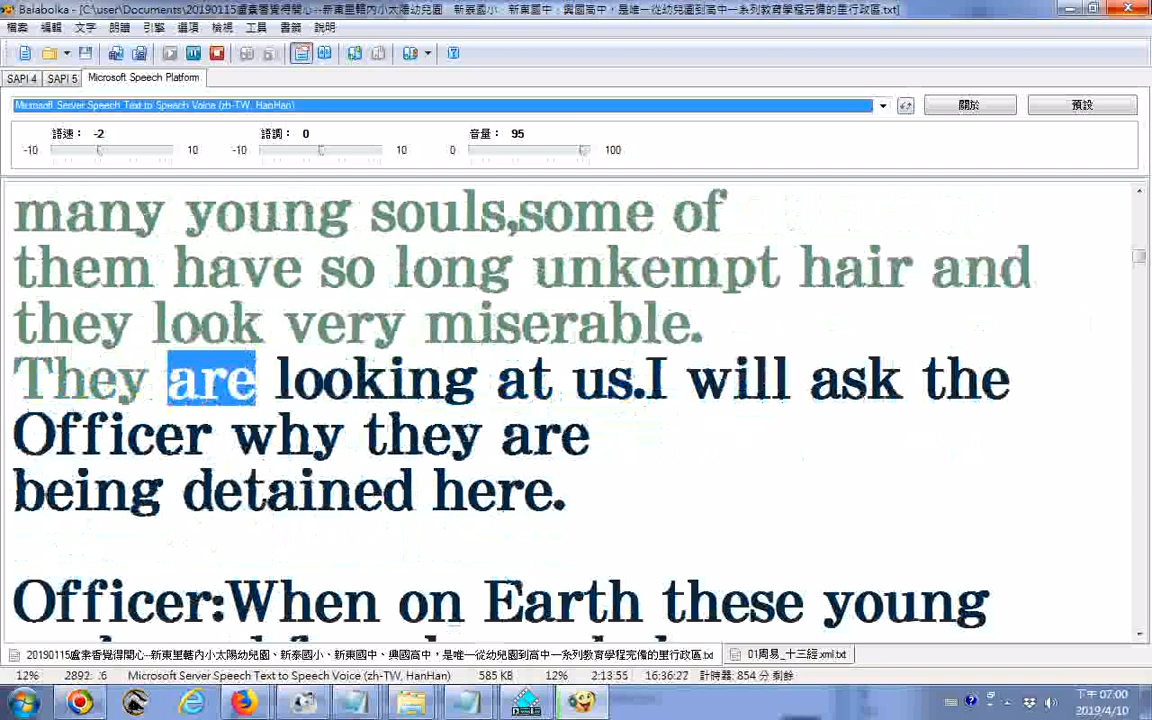 Balabolka - [C:\user\Documents\20190115盧素香覺得開心--新東里轄內小太陽幼兒園、新泰國小、新東國中、興國高中，是唯一從幼兒園到高中一系列教育學程完備的里行政區.txt]
檔案 編輯 文字 朗讀 引擎 選項 檢視 工具 書籤 說明
SAPI 4 SAPI 5 Microsoft Speech Platform
Microsoft Server Speech Text to Speech Voice (zh-TW, HanHan)
關於 預設
語速： -2 語調： 0 音量： 95
-10 10 -10 10 0 100
many young souls,some of
them have so long unkempt hair and
they look very miserable.
They are looking at us.I will ask the
Officer why they are
being detained here.
Officer:When on Earth these young
20190115盧素香覺得開心--新東里轄內小太陽幼兒園、新泰國小、新東國中、興國高中，是唯一從幼兒園到高中一系列教育學程完備的里行政區.txt 01周易_十三經.xml.txt
12% Microsoft Server Speech Text to Speech Voice (zh-TW, HanHan) 585 KB 12% 2:13:55 16:36:27 計時器： 854 分 剩餘
下午 07:00
2019/4/10